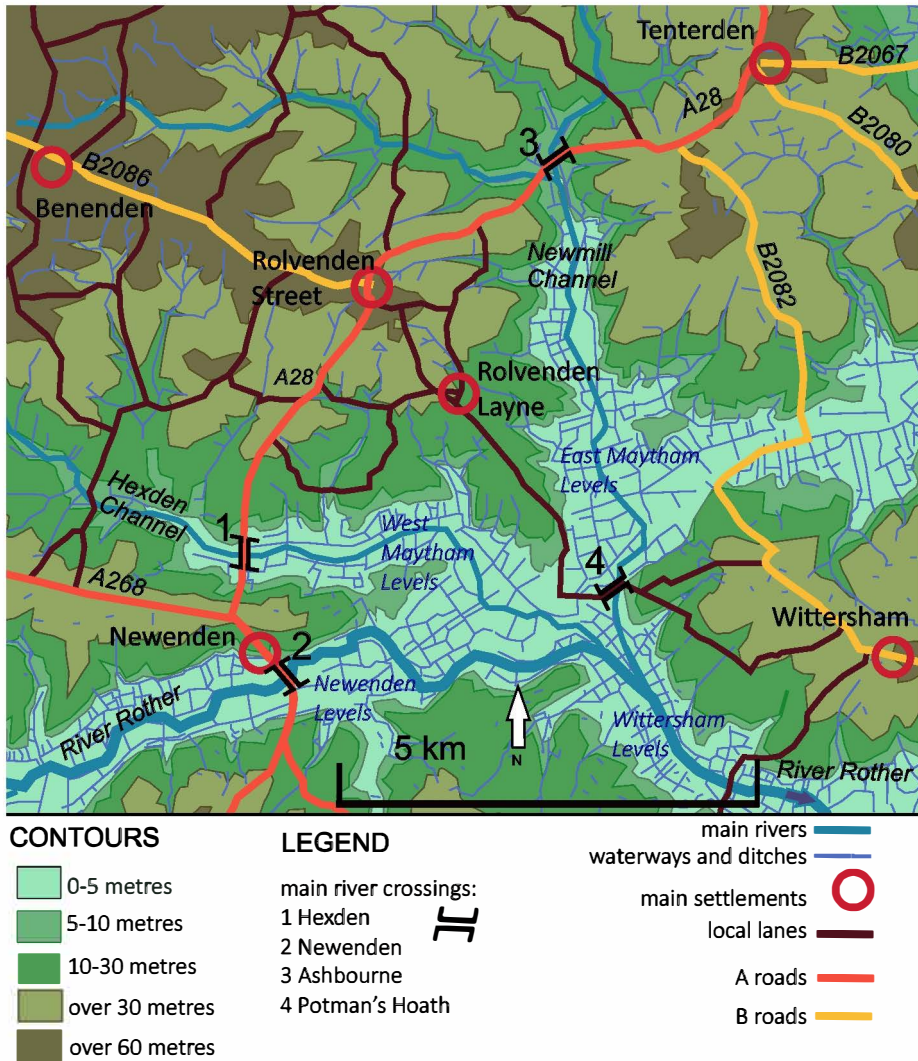 Tenterden
B2067
A28
B2080
3
B2086
Benenden
Newmill
Channel
B2082
Rolvenden
Street
A28
Rolvenden
Layne
East Maytham
Levels
Hexden
Channel
1
West
Maytham
Levels
4
A268
Newenden
2
Wittersham
Newenden
Levels
River Rother
Wittersham
Levels
N
5 km
River Rother
CONTOURS
0-5 metres
5-10 metres
10-30 metres
over 30 metres
over 60 metres
LEGEND
main river crossings:
1 Hexden
2 Newenden
3 Ashbourne
4 Potman's Hoath
main rivers
waterways and ditches
main settlements
local lanes
A roads
B roads